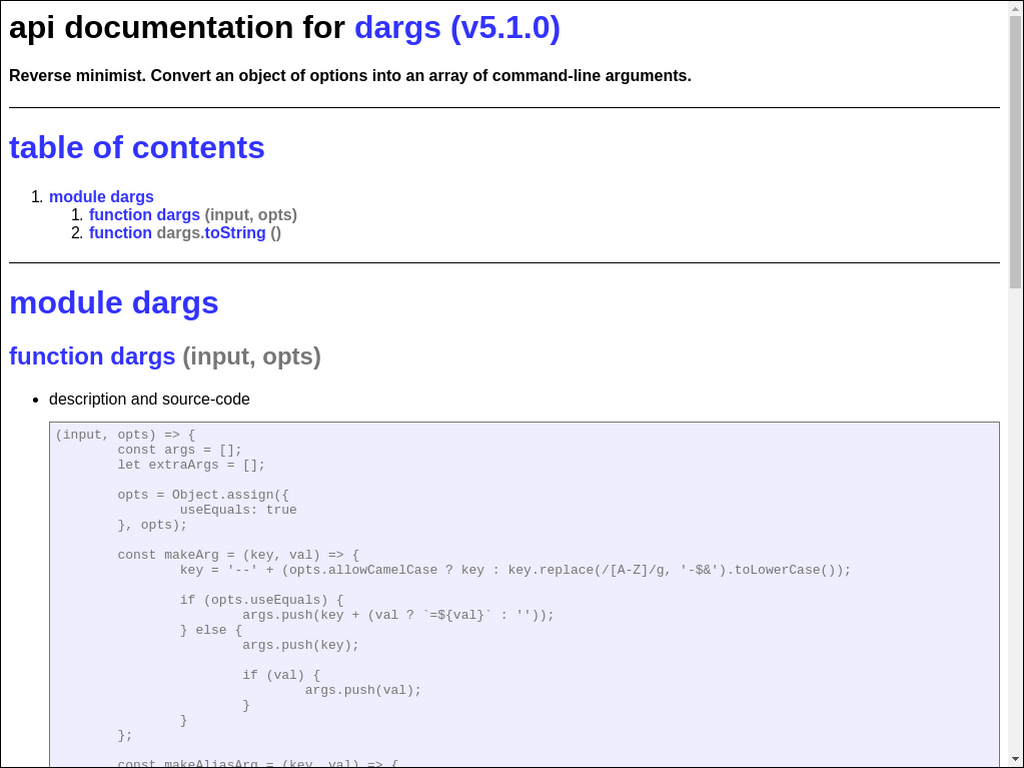 api documentation for dargs (v5.1.0)
Reverse minimist. Convert an object of options into an array of command-line arguments.
table of contents
1. module dargs
1. function dargs (input, opts)
2. function dargs.toString ()
module dargs
function dargs (input, opts)
• description and source-code
(input, opts) => {
const args = [];
let extraArgs = [];
opts = Object.assign({
useEquals: true
}, opts);
const makeArg = (key, val) => {
key = '--' + (opts.allowCamelCase ? key : key.replace(/[A-Z]/g, '-$&').toLowerCase());
if (opts.useEquals) {
args.push(key + (val ? `=${val}` : ''));
} else {
args.push(key);
if (val) {
args.push(val);
}
}
};
const makeAliasArg = (key, val) => {